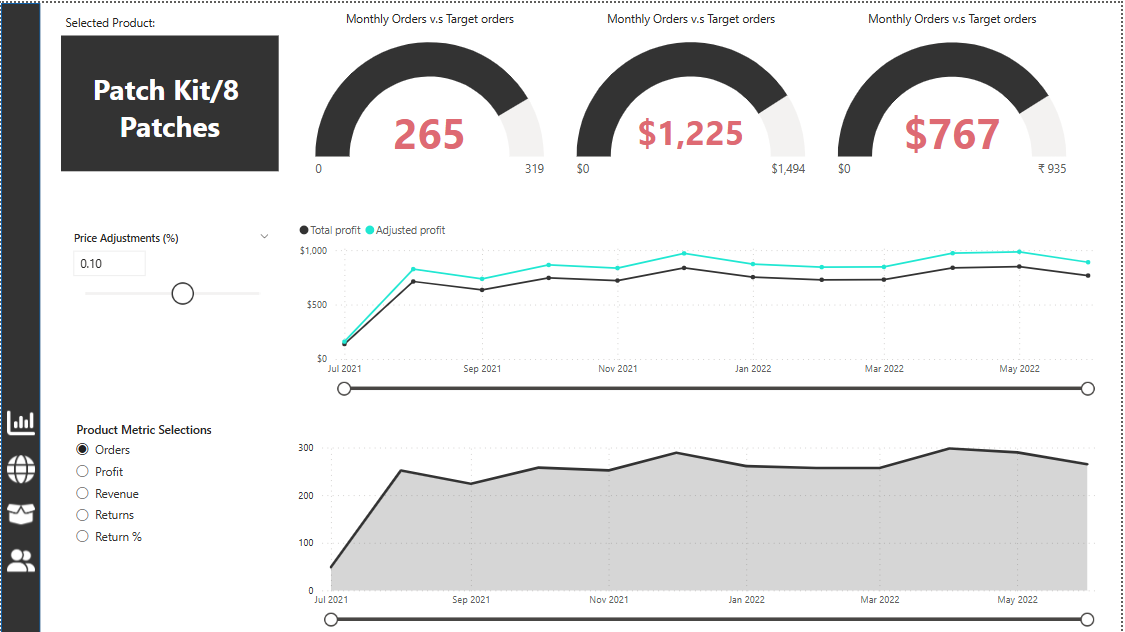 Selected Product:
Patch Kit/8
Patches
Monthly Orders v.s Target orders
265
0
319
Monthly Orders v.s Target orders
$1,225
$0
$1,494
Monthly Orders v.s Target orders
$767
$0
₹ 935
Price Adjustments (%)
0.10
Total profit Adjusted profit
$1,000
$500
$0
Jul 2021 Sep 2021 Nov 2021 Jan 2022 Mar 2022 May 2022
Product Metric Selections
Orders
Profit
Revenue
Returns
Return %
300
200
100
0
Jul 2021 Sep 2021 Nov 2021 Jan 2022 Mar 2022 May 2022